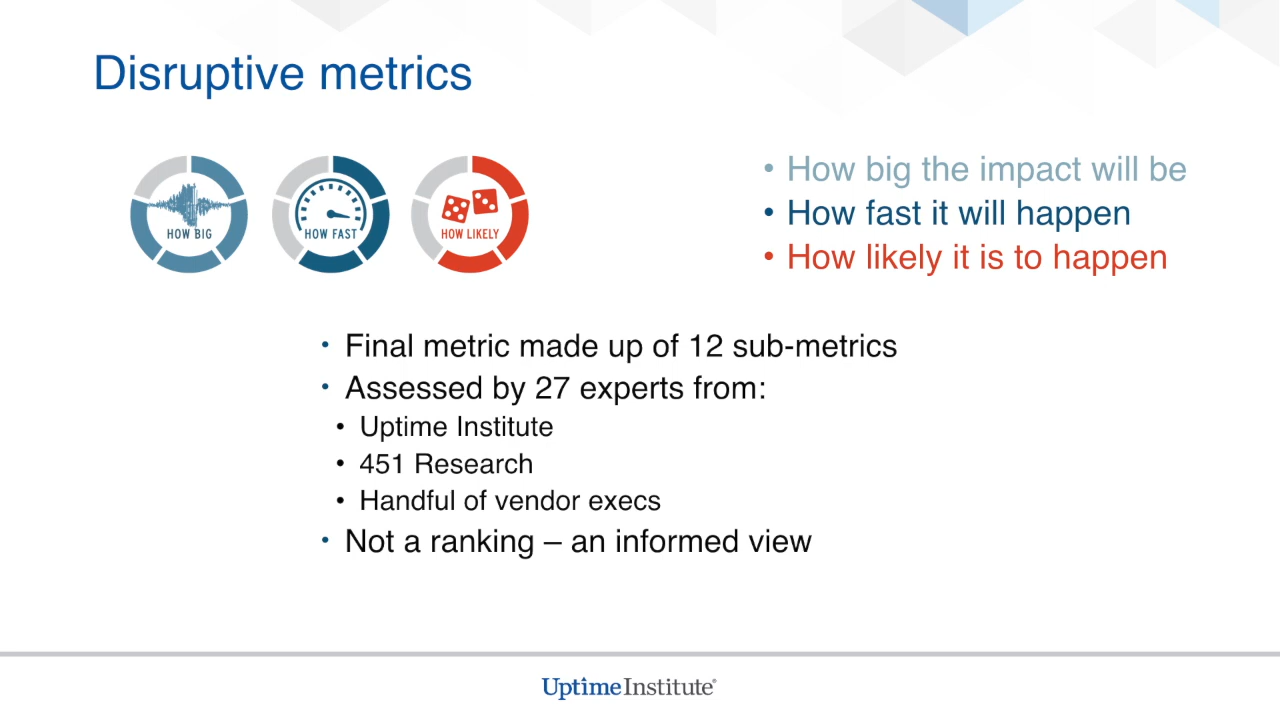 Disruptive metrics
HOW BIG
HOW FAST
HOW LIKELY
• How big the impact will be
• How fast it will happen
• How likely it is to happen
• Final metric made up of 12 sub-metrics
• Assessed by 27 experts from:
• Uptime Institute
• 451 Research
• Handful of vendor execs
• Not a ranking – an informed view
UptimeInstitute®